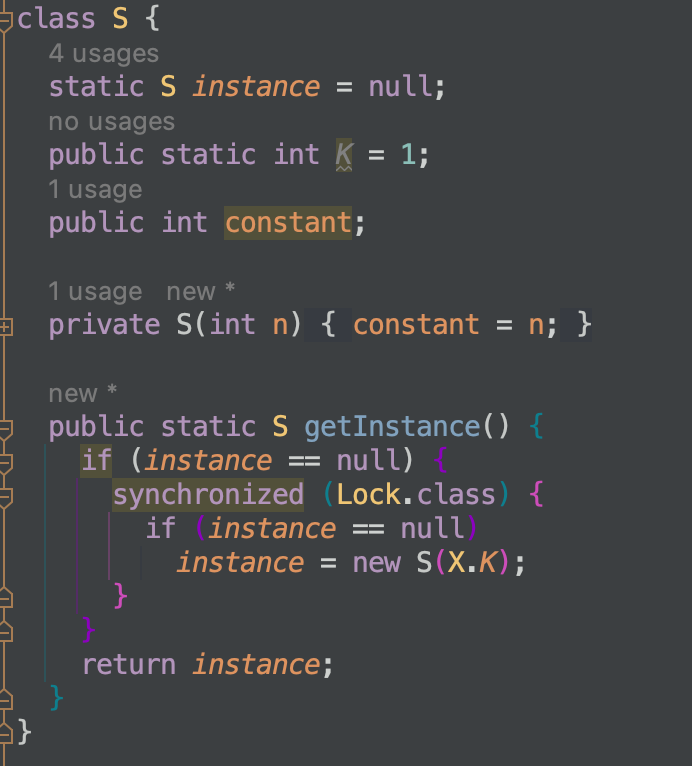 class S {
4 usages
static S instance = null;
no usages
public static int K = 1;
1 usage
public int constant;
1 usage new *
private S(int n) { constant = n; }
new *
public static S getInstance() {
if (instance == null) {
synchronized (Lock.class) {
if (instance == null)
instance = new S(X.K);
}
}
return instance;
}
}